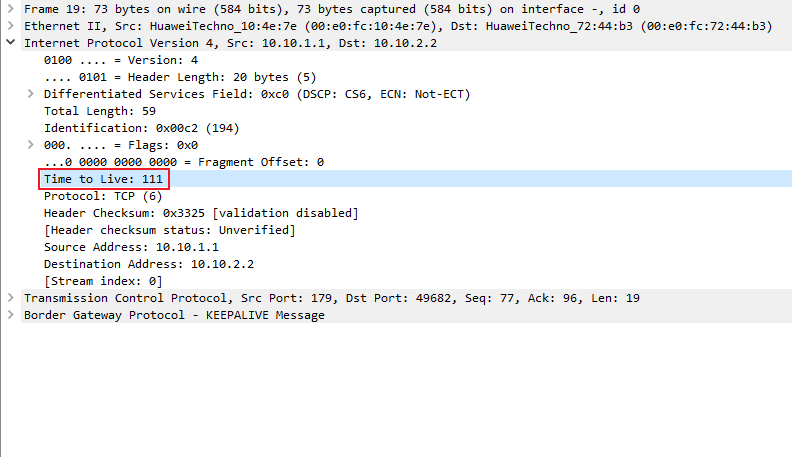 Frame 19: 73 bytes on wire (584 bits), 73 bytes captured (584 bits) on interface -, id 0
Ethernet II, Src: HuaweiTechno_10:4e:7e (00:e0:fc:10:4e:7e), Dst: HuaweiTechno_72:44:b3 (00:e0:fc:72:44:b3)
Internet Protocol Version 4, Src: 10.10.1.1, Dst: 10.10.2.2
0100 .... = Version: 4
.... 0101 = Header Length: 20 bytes (5)
Differentiated Services Field: 0xc0 (DSCP: CS6, ECN: Not-ECT)
Total Length: 59
Identification: 0x00c2 (194)
000. .... = Flags: 0x0
...0 0000 0000 0000 = Fragment Offset: 0
Time to Live: 111
Protocol: TCP (6)
Header Checksum: 0x3325 [validation disabled]
[Header checksum status: Unverified]
Source Address: 10.10.1.1
Destination Address: 10.10.2.2
[Stream index: 0]
Transmission Control Protocol, Src Port: 179, Dst Port: 49682, Seq: 77, Ack: 96, Len: 19
Border Gateway Protocol - KEEPALIVE Message